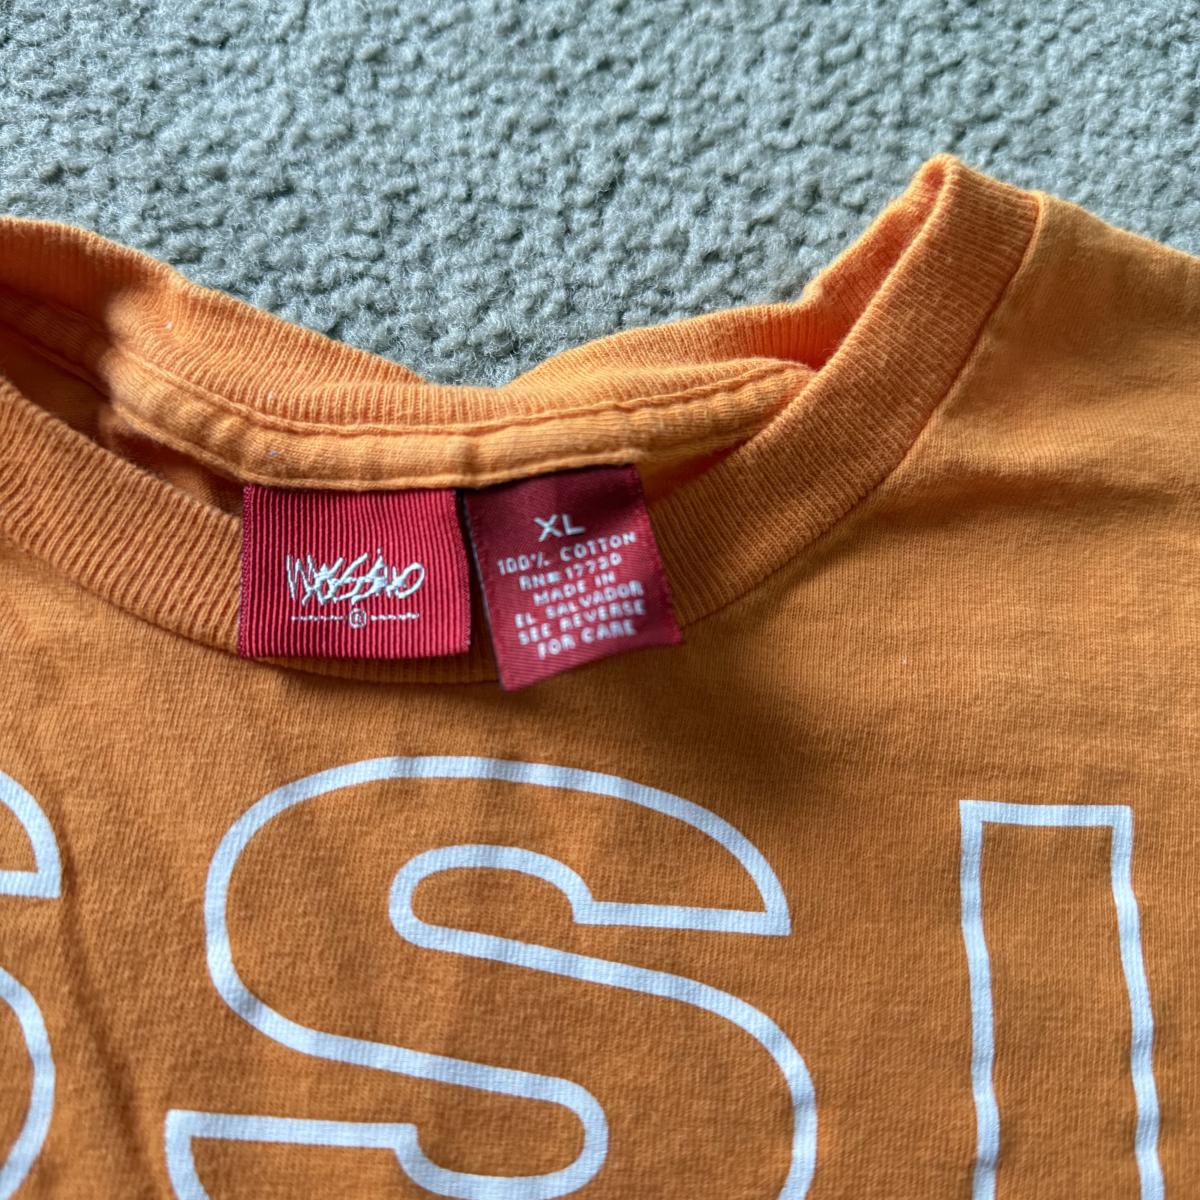 Mossimo
®
XL
100% COTTON
RN# 17730
MADE IN
EL SALVADOR
SEE REVERSE
FOR CARE
SSI